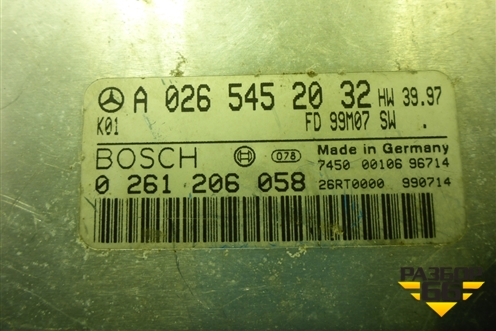 A 026 545 20 32 HW 39.97
K01 FD 99M07 SW .
BOSCH 078 Made in Germany
7450 00106 96714
0 261 206 058 26RT0000 990714
РАЗБОР
68